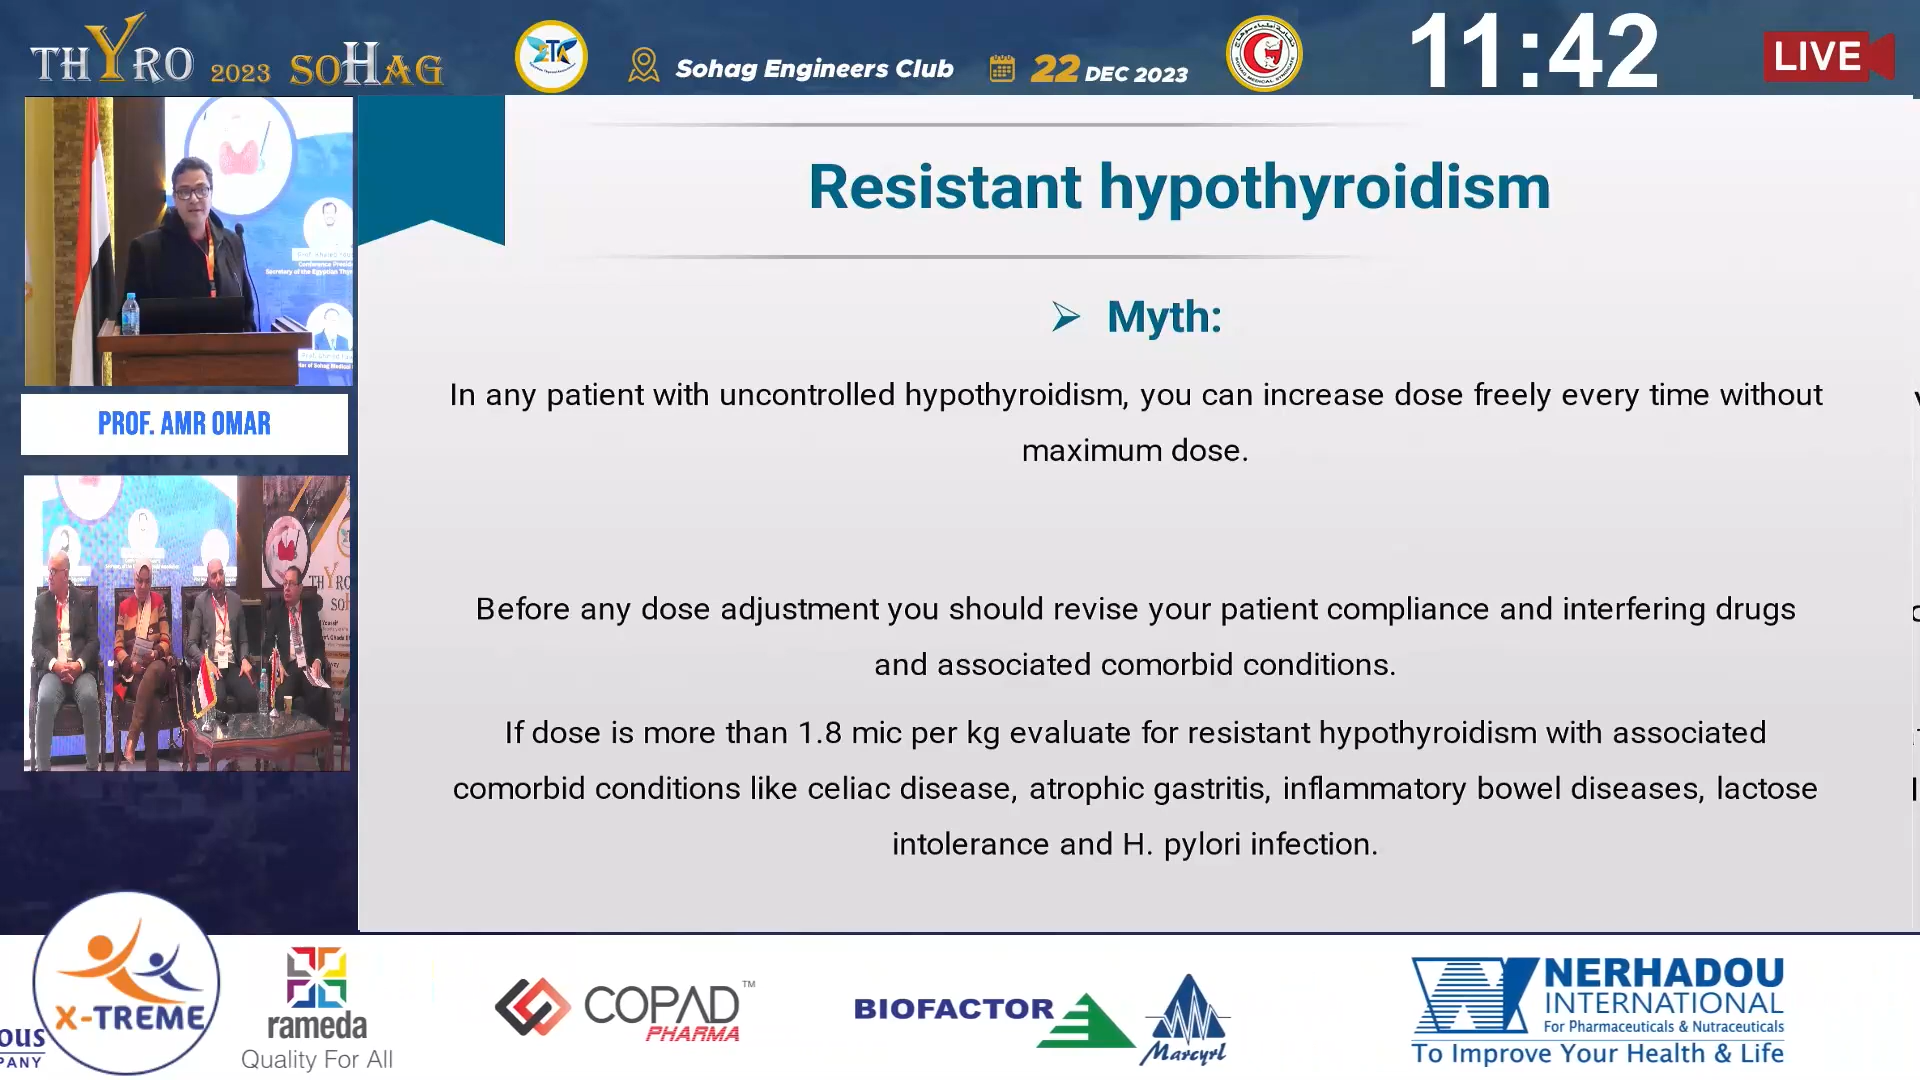 THYRO 2023 SOHAG
ETA
Sohag Engineers Club
22 DEC 2023
11:42
LIVE
Resistant hypothyroidism
➢ Myth:
In any patient with uncontrolled hypothyroidism, you can increase dose freely every time without
maximum dose.
Before any dose adjustment you should revise your patient compliance and interfering drugs
and associated comorbid conditions.
If dose is more than 1.8 mic per kg evaluate for resistant hypothyroidism with associated
comorbid conditions like celiac disease, atrophic gastritis, inflammatory bowel diseases, lactose
intolerance and H. pylori infection.
PROF. AMR OMAR
X-TREME
rameda
Quality For All
COPAD™
PHARMA
BIOFACTOR
Marcyrl
NERHADOU
INTERNATIONAL
For Pharmaceuticals & Nutraceuticals
To Improve Your Health & Life